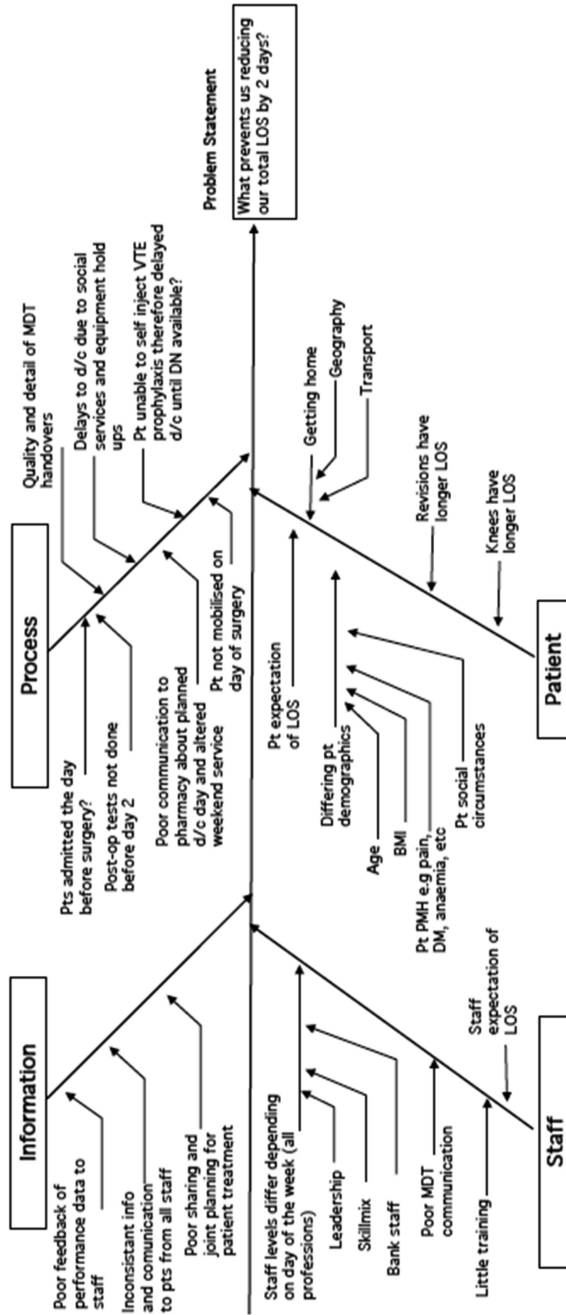 Information
Process
Poor feedback of
performance data to
staff
Inconsistant info
and comunication
to pts from all staff
Poor sharing and
joint planning for
patient treatment
Pts admitted the day
before surgery?
Post-op tests not done
before day 2
Poor communication to
pharmacy about planned
d/c day and altered
weekend service
Pt not mobilised on
day of surgery
Quality and detail of MDT
handovers
Delays to d/c due to social
services and equipment hold
ups
Pt unable to self inject VTE
prophylaxis therefore delayed
d/c until DN available?
Problem Statement
What prevents us reducing
our total LOS by 2 days?
Staff levels differ depending
on day of the week (all
professions)
Leadership
Skillmix
Bank staff
Poor MDT
communication
Little training
Staff
expectation of
LOS
Pt expectation
of LOS
Differing pt
demographics
Age
BMI
Pt PMH e.g pain,
DM, anaemia, etc
Pt social
circumstances
Getting home
Geography
Transport
Revisions have
longer LOS
Knees have
longer LOS
Staff
Patient